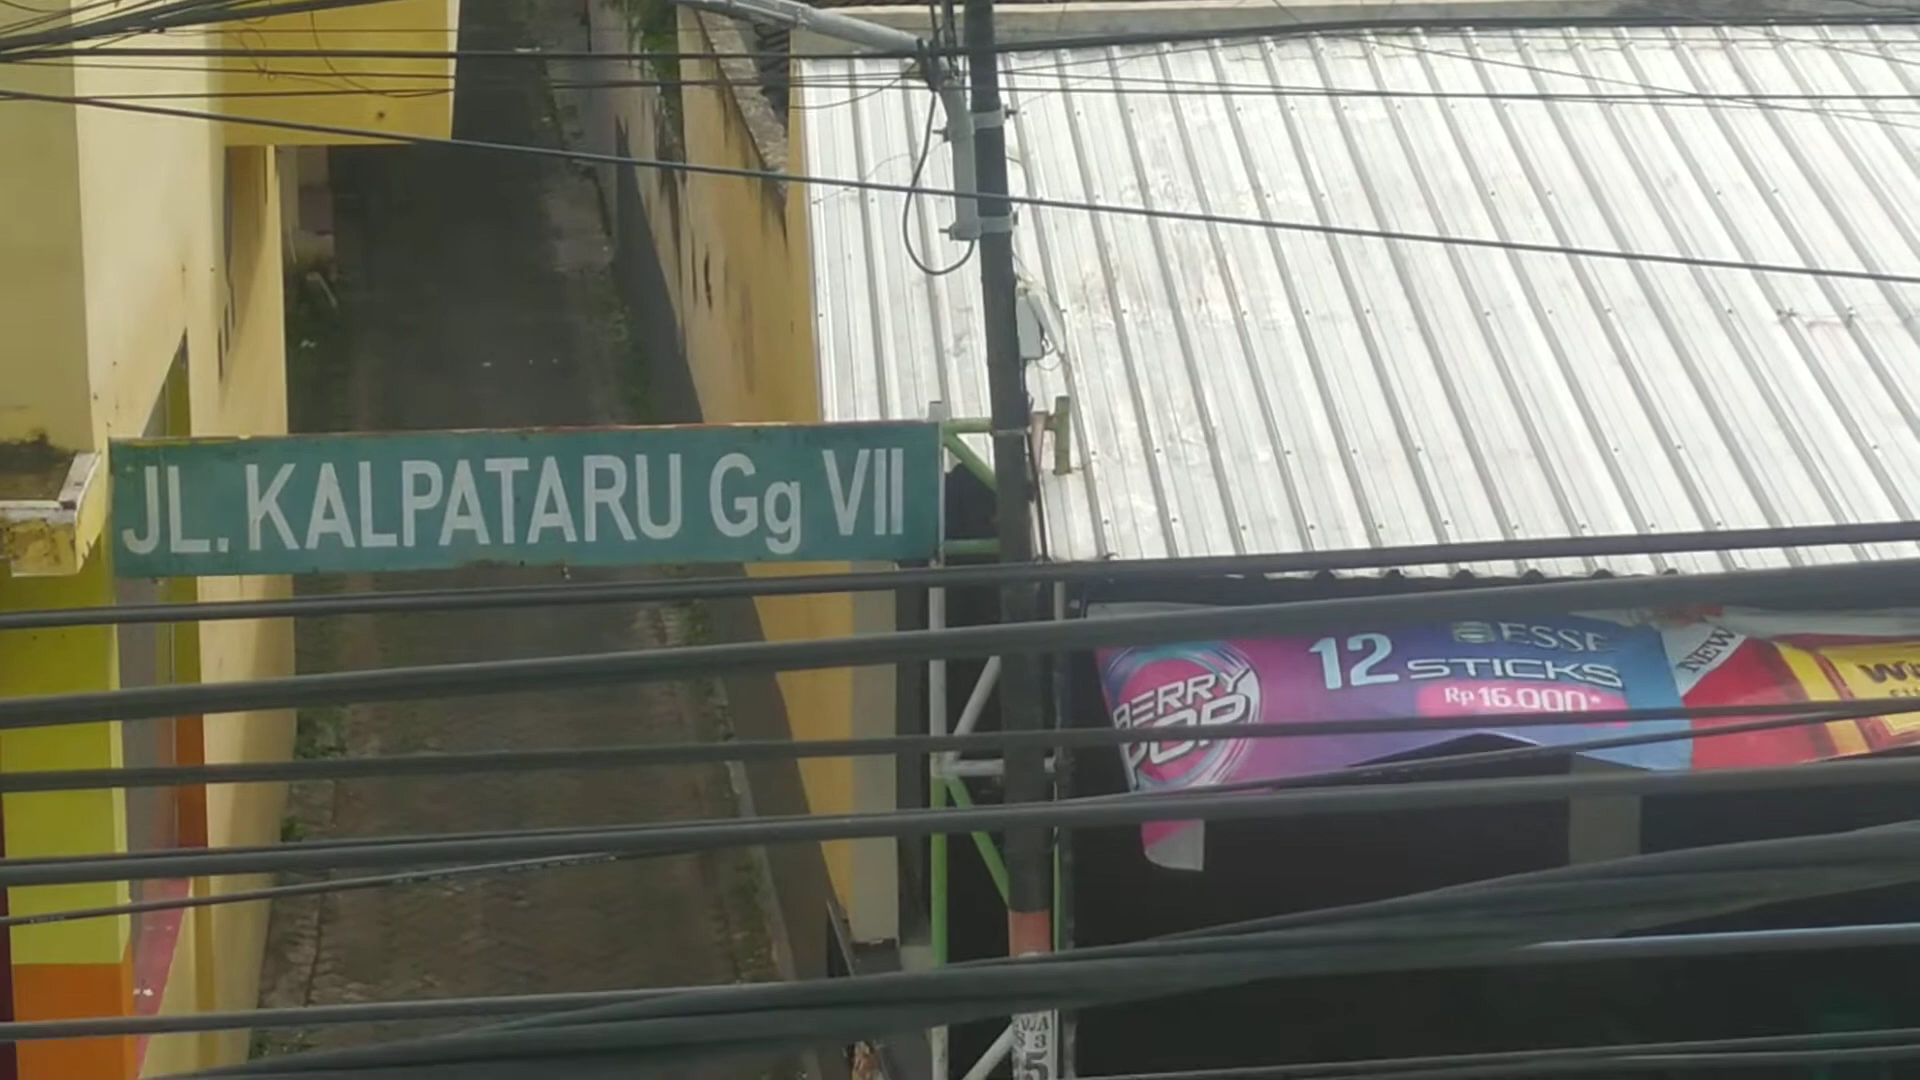 JL. KALPATARU Gg VII
ESSE
12 STICKS
Rp 16.000*
BERRY
POP
NEW